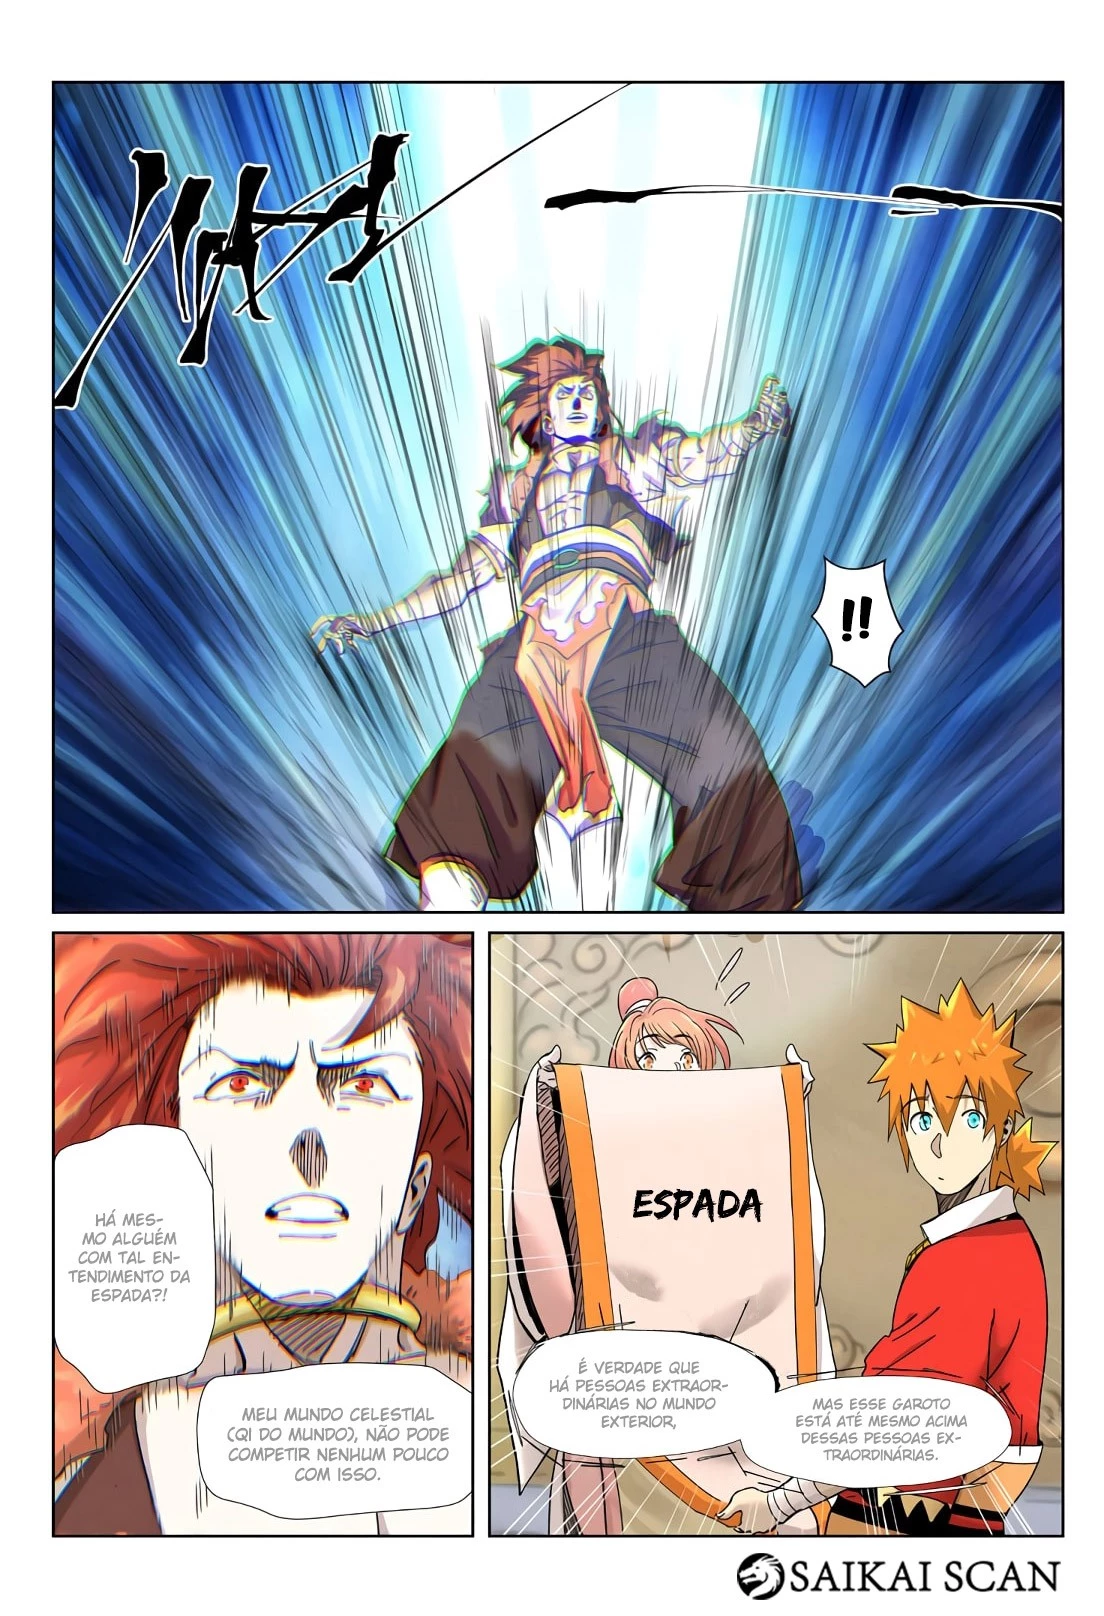 !!
HÁ MES-
MO ALGUÉM
COM TAL EN-
TENDIMENTO DA
ESPADA?!
MEU MUNDO CELESTIAL
(QI DO MUNDO), NÃO PODE
COMPETIR NENHUM POUCO
COM ISSO.
ESPADA
É VERDADE QUE
HÁ PESSOAS EXTRAOR-
DINÁRIAS NO MUNDO
EXTERIOR,
MAS ESSE GAROTO
ESTÁ ATÉ MESMO ACIMA
DESSAS PESSOAS EX-
TRAORDINÁRIAS.
SAIKAI SCAN